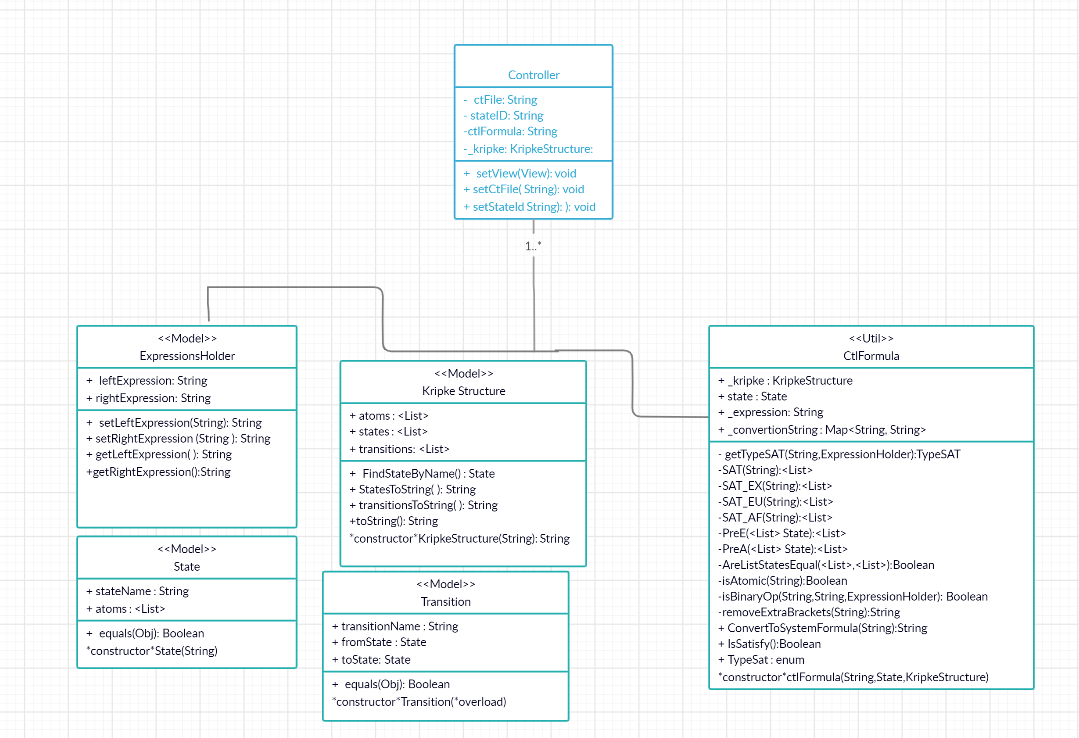 Controller
- ctFile: String
- stateID: String
-ctlFormula: String
-_kripke: KripkeStructure:
+ setView(View): void
+ setCtFile( String): void
+ setStateId String): ): void
1..*
<<Model>>
ExpressionsHolder
+ leftExpression: String
+ rightExpression: String
+ setLeftExpression(String): String
+ setRightExpression (String ): String
+ getLeftExpression( ): String
+getRightExpression():String
<<Model>>
Kripke Structure
+ atoms : <List>
+ states : <List>
+ transitions: <List>
+ FindStateByName() : State
+ StatesToString( ): String
+ transitionsToString( ): String
+toString(): String
*constructor*KripkeStructure(String): String
<<Util>>
CtlFormula
+ _kripke : KripkeStructure
+ state : State
+ _expression: String
+ _convertionString : Map<String, String>
- getTypeSAT(String,ExpressionHolder):TypeSAT
-SAT(String):<List>
-SAT_EX(String):<List>
-SAT_EU(String):<List>
-SAT_AF(String):<List>
-PreE(<List> State):<List>
-PreA(<List> State):<List>
-AreListStatesEqual(<List>,<List>):Boolean
-isAtomic(String):Boolean
-isBinaryOp(String,String,ExpressionHolder): Boolean
-removeExtraBrackets(String):String
+ ConvertToSystemFormula(String):String
+ IsSatisfy():Boolean
+ TypeSat : enum
*constructor*ctlFormula(String,State,KripkeStructure)
<<Model>>
State
+ stateName : String
+ atoms : <List>
+ equals(Obj): Boolean
*constructor*State(String)
<<Model>>
Transition
+ transitionName : String
+ fromState : State
+ toState: State
+ equals(Obj): Boolean
*constructor*Transition(*overload)